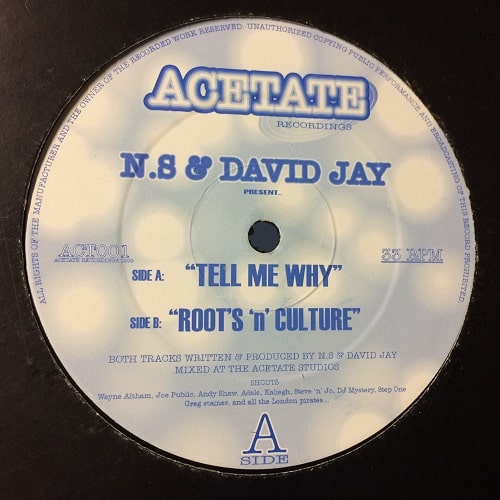 ALL RIGHTS OF THE MANUFACTURER AND THE OWNER OF THE RECORDED WORK RESERVED. UNAUTHORIZED COPYING PUBLIC PERFORMANCE AND BROADCASTING OF THIS RECORD PROHIBITED.
ACETATE
RECORDINGS
N.S & DAVID JAY
PRESENT...
ACT001
ACETATE RECORDINGS
33 RPM
SIDE A: “TELL ME WHY”
SIDE B: “ROOT'S ‘n’ CULTURE”
BOTH TRACKS WRITTEN & PRODUCED BY N.S & DAVID JAY
MIXED AT THE ACETATE STUDIOS
SHOUTS
Wayne Altham, Joe Public, Andy Shaw, Adele, Kaliegh, Steve 'n' Jo, DJ Mystery, Step One
Greg stainer, and all the London pirates...
A
SIDE